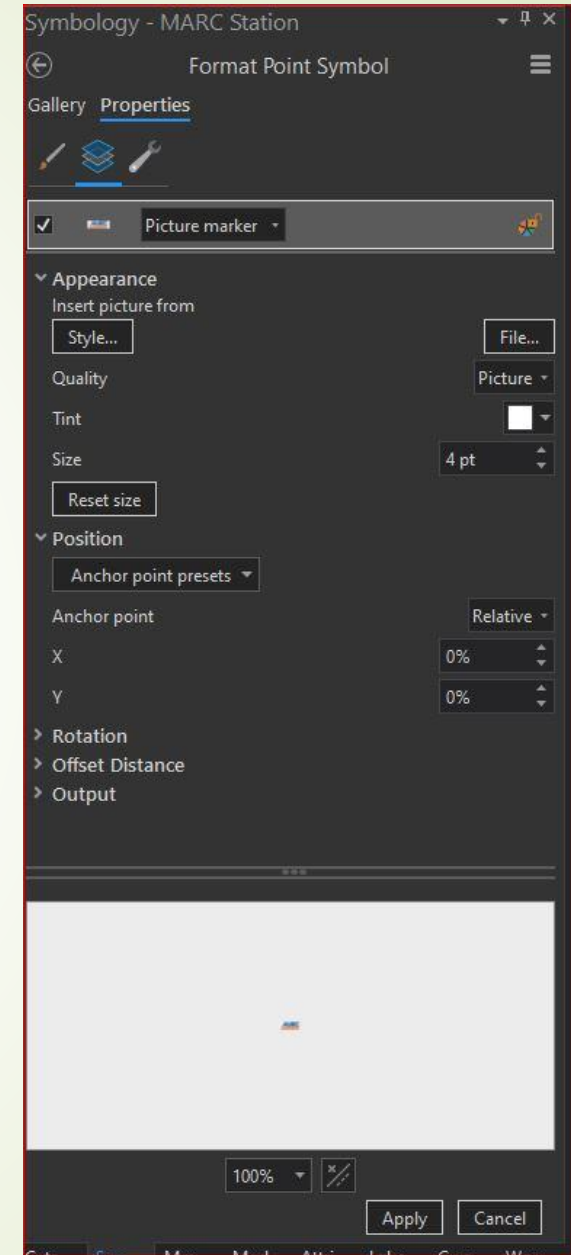 Symbology - MARC Station
Format Point Symbol
Gallery Properties
Picture marker
Appearance
Insert picture from
Style... File...
Quality Picture
Tint
Size 4 pt
Reset size
Position
Anchor point presets
Anchor point Relative
X 0%
Y 0%
Rotation
Offset Distance
Output
100%
Apply Cancel